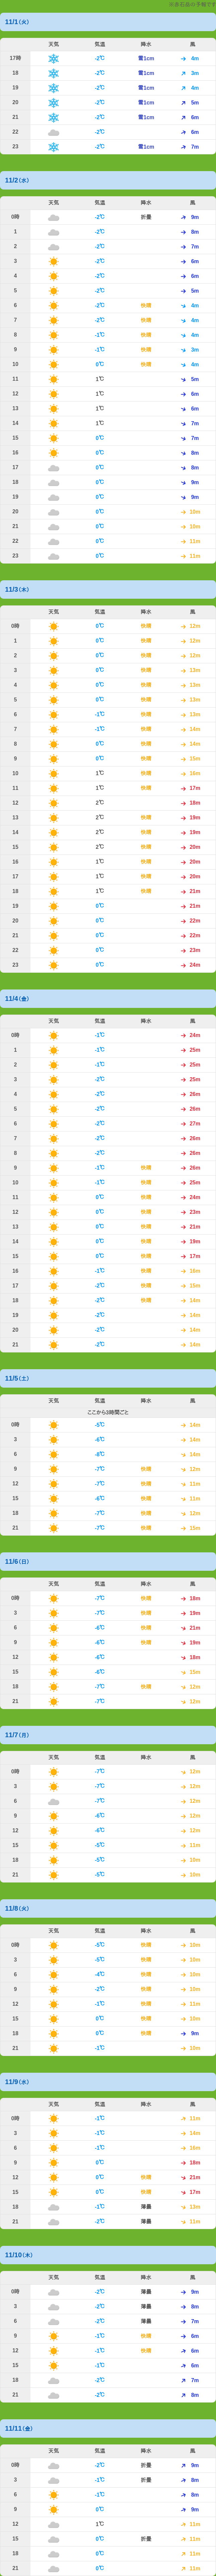 の予報です
11/1(火)
天気 気温 降水 風
17時 -2℃ 雪1cm 4m
18 -2℃ 雪1cm 3m
19 -2℃ 雪1cm 4m
20 -2℃ 雪1cm 5m
21 -2℃ 雪1cm 6m
22 -2℃ 6m
23 -2℃ 雪1cm 7m
11/2(水)
天気 気温 降水 風
0時 -2℃ 9m
1 -2℃ 8m
2 -2℃ 7m
3 -2℃ 6m
4 -2℃ 6m
5 -2℃ 5m
6 -2℃ 快晴 4m
7 -2℃ 快晴 4m
8 -1℃ 快晴 4m
9 -1℃ 快晴 3m
10 0℃ 快晴 4m
11 1℃ 5m
12 1℃ 6m
13 1℃ 6m
14 1℃ 7m
15 0℃ 7m
16 0℃ 8m
17 0℃ 8m
18 0℃ 9m
19 0℃ 9m
20 0℃ 10m
21 0℃ 10m
22 0℃ 11m
23 0℃ 11m
11/3(木)
天気 気温 降水 風
0時 0℃ 快晴 12m
1 0℃ 快晴 12m
2 0℃ 快晴 12m
3 0℃ 快晴 13m
4 0℃ 快晴 13m
5 0℃ 快晴 13m
6 -1℃ 快晴 13m
7 -1℃ 快晴 14m
8 0℃ 快晴 14m
9 0℃ 快晴 15m
10 1℃ 快晴 16m
11 1℃ 快晴 17m
12 2℃ 快晴 18m
13 2℃ 快晴 19m
14 2℃ 快晴 19m
15 2℃ 快晴 20m
16 1℃ 快晴 20m
17 1℃ 快晴 20m
18 1℃ 快晴 21m
19 0℃ 21m
20 0℃ 22m
21 0℃ 22m
22 0℃ 23m
23 0℃ 24m
11/4(金)
天気 気温 降水 風
0時 -1℃ 24m
1 -1℃ 25m
2 -1℃ 25m
3 -2℃ 25m
4 -2℃ 26m
5 -2℃ 26m
6 -2℃ 27m
7 -2℃ 26m
8 -2℃ 26m
9 -1℃ 快晴 26m
10 -1℃ 快晴 25m
11 0℃ 快晴 24m
12 0℃ 快晴 23m
13 0℃ 快晴 21m
14 0℃ 快晴 19m
15 0℃ 快晴 17m
16 -1℃ 快晴 16m
17 -2℃ 快晴 15m
18 -2℃ 快晴 14m
19 -2℃ 14m
20 -2℃ 14m
21 -2℃ 14m
11/5(土)
天気 気温 降水 風
ここから3時間ごと
0時 -5℃ 14m
3 -6℃ 14m
6 -8℃ 14m
9 -7℃ 快晴 12m
12 -7℃ 快晴 11m
15 -6℃ 快晴 11m
18 -7℃ 快晴 12m
21 -7℃ 快晴 15m
11/6(日)
天気 気温 降水 風
0時 -7℃ 快晴 18m
3 -7℃ 快晴 19m
6 -6℃ 快晴 21m
9 -6℃ 快晴 19m
12 -6℃ 快晴 18m
15 -6℃ 15m
18 -7℃ 快晴 12m
21 -7℃ 12m
11/7(月)
天気 気温 降水 風
0時 -7℃ 12m
3 -7℃ 12m
6 -7℃ 12m
9 -6℃ 12m
12 -6℃ 12m
15 -5℃ 11m
18 -5℃ 10m
21 -5℃ 10m
11/8(火)
天気 気温 降水 風
0時 -5℃ 快晴 10m
3 -5℃ 快晴 10m
6 -4℃ 快晴 10m
9 -2℃ 快晴 10m
12 -1℃ 快晴 11m
15 0℃ 快晴 10m
18 0℃ 快晴 9m
21 -1℃ 10m
11/9(水)
天気 気温 降水 風
0時 -1℃ 11m
3 -1℃ 14m
6 -1℃ 16m
9 0℃ 18m
12 0℃ 快晴 21m
15 0℃ 快晴 17m
18 -1℃ 薄曇 13m
21 -2℃ 薄曇 11m
11/10(木)
天気 気温 降水 風
0時 -2℃ 薄曇 9m
3 -2℃ 薄曇 8m
6 -2℃ 薄曇 7m
9 -1℃ 快晴 6m
12 -1℃ 快晴 6m
15 -1℃ 6m
18 -2℃ 7m
21 -2℃ 8m
11/11(金)
天気 気温 降水 風
0時 -2℃ 9m
3 -1℃ 8m
6 -1℃ 8m
9 0℃ 9m
12 1℃ 11m
15 0℃ 11m
18 0℃ 11m
21 0℃ 11m